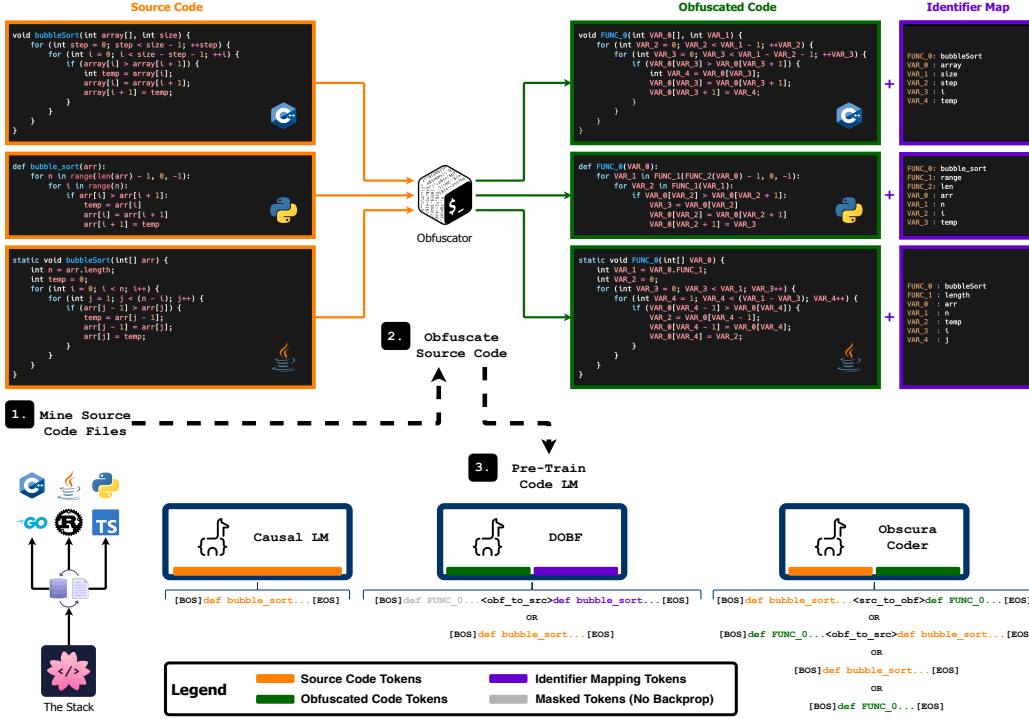 Source Code
Obfuscated Code
Identifier Map
void bubbleSort(int array[], int size) {
for (int step = 0; step < size - 1; ++step) {
for (int i = 0; i < size - step - 1; ++i) {
if (array[i] > array[i + 1]) {
int temp = array[i];
array[i] = array[i + 1];
array[i + 1] = temp;
}
}
}
}
C++
void FUNC_0(int VAR_0[], int VAR_1) {
for (int VAR_2 = 0; VAR_2 < VAR_1 - 1; ++VAR_2) {
for (int VAR_3 = 0; VAR_3 < VAR_1 - VAR_2 - 1; ++VAR_3) {
if (VAR_0[VAR_3] > VAR_0[VAR_3 + 1]) {
int VAR_4 = VAR_0[VAR_3];
VAR_0[VAR_3] = VAR_0[VAR_3 + 1];
VAR_0[VAR_3 + 1] = VAR_4;
}
}
}
}
C++
+
FUNC_0: bubbleSort
VAR_0 : array
VAR_1 : size
VAR_2 : step
VAR_3 : i
VAR_4 : temp
def bubble_sort(arr):
for n in range(len(arr) - 1, 0, -1):
for i in range(n):
if arr[i] > arr[i + 1]:
temp = arr[i]
arr[i] = arr[i + 1]
arr[i + 1] = temp
$_
Obfuscator
def FUNC_0(VAR_0):
for VAR_1 in FUNC_1(FUNC_2(VAR_0) - 1, 0, -1):
for VAR_2 in FUNC_1(VAR_1):
if VAR_0[VAR_2] > VAR_0[VAR_2 + 1]:
VAR_3 = VAR_0[VAR_2]
VAR_0[VAR_2] = VAR_0[VAR_2 + 1]
VAR_0[VAR_2 + 1] = VAR_3
+
FUNC_0: bubble_sort
FUNC_1: range
FUNC_2: len
VAR_0 : arr
VAR_1 : n
VAR_2 : i
VAR_3 : temp
static void bubbleSort(int[] arr) {
int n = arr.length;
int temp = 0;
for (int i = 0; i < n; i++) {
for (int j = 1; j < (n - i); j++) {
if (arr[j - 1] > arr[j]) {
temp = arr[j - 1];
arr[j - 1] = arr[j];
arr[j] = temp;
}
}
}
}
static void FUNC_0(int[] VAR_0) {
int VAR_1 = VAR_0.FUNC_1;
int VAR_2 = 0;
for (int VAR_3 = 0; VAR_3 < VAR_1; VAR_3++) {
for (int VAR_4 = 1; VAR_4 < (VAR_1 - VAR_3); VAR_4++) {
if (VAR_0[VAR_4 - 1] > VAR_0[VAR_4]) {
VAR_2 = VAR_0[VAR_4 - 1];
VAR_0[VAR_4 - 1] = VAR_0[VAR_4];
VAR_0[VAR_4] = VAR_2;
}
}
}
}
+
FUNC_0 : bubbleSort
FUNC_1 : length
VAR_0 : arr
VAR_1 : n
VAR_2 : temp
VAR_3 : i
VAR_4 : j
2. Obfuscate
Source Code
1. Mine Source
Code Files
3. Pre-Train
Code LM
C++
GO
R
TS
</>
The Stack
Causal LM
[BOS]def bubble_sort...[EOS]
DOBF
[BOS]def FUNC_0...<obf_to_src>def bubble_sort...[EOS]
OR
[BOS]def bubble_sort...[EOS]
Obscura
Coder
[BOS]def bubble_sort...<src_to_obf>def FUNC_0...[EOS]
OR
[BOS]def FUNC_0...<obf_to_src>def bubble_sort...[EOS]
OR
[BOS]def bubble_sort...[EOS]
OR
[BOS]def FUNC_0...[EOS]
Legend
Source Code Tokens
Identifier Mapping Tokens
Obfuscated Code Tokens
Masked Tokens (No Backprop)